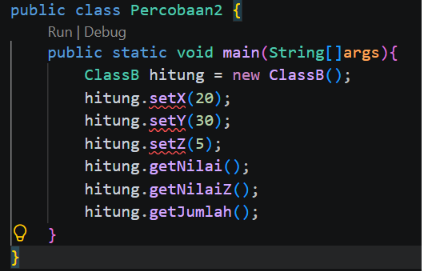 public class Percobaan2 {
Run | Debug
    public static void main(String[]args){
        ClassB hitung = new ClassB();
        hitung.setX(20);
        hitung.setY(30);
        hitung.setZ(5);
        hitung.getNilai();
        hitung.getNilaiZ();
        hitung.getJumlah();
    }
}